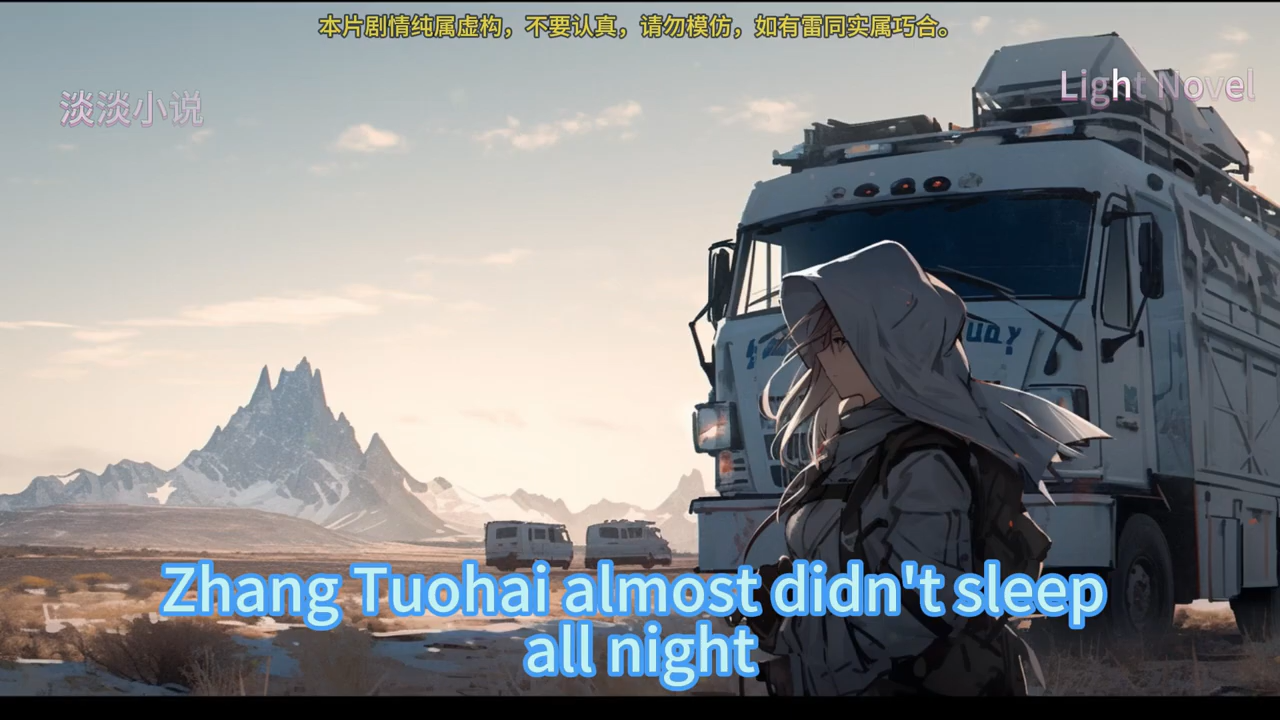 本片剧情纯属虚构，不要认真，请勿模仿，如有雷同实属巧合。
淡淡小说
Light Novel
Zhang Tuohai almost didn't sleep
all night